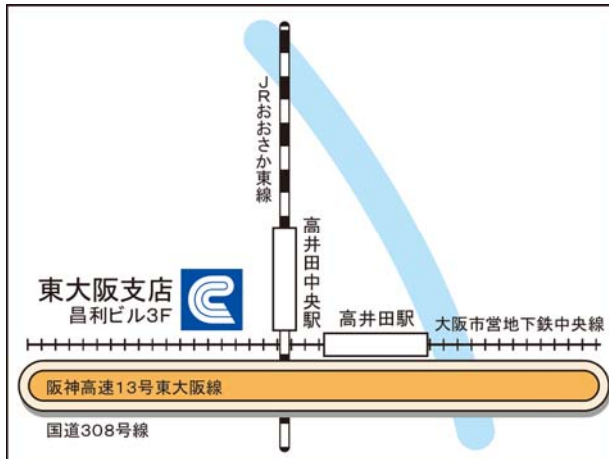 JRおおさか東線
高井田中央駅
東大阪支店
昌利ビル3F
高井田駅
大阪市営地下鉄中央線
阪神高速13号東大阪線
国道308号線